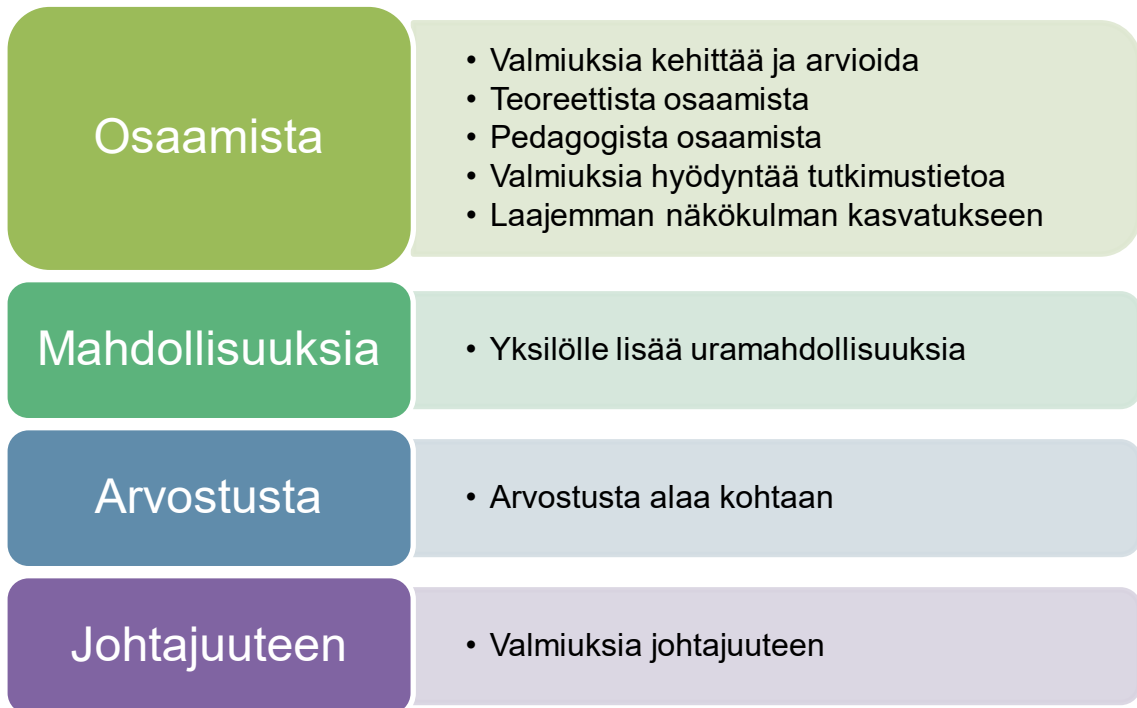 Osaamista
• Valmiuksia kehittää ja arvioida
• Teoreettista osaamista
• Pedagogista osaamista
• Valmiuksia hyödyntää tutkimustietoa
• Laajemman näkökulman kasvatukseen
Mahdollisuuksia
• Yksilölle lisää uramahdollisuuksia
Arvostusta
• Arvostusta alaa kohtaan
Johtajuuteen
• Valmiuksia johtajuuteen